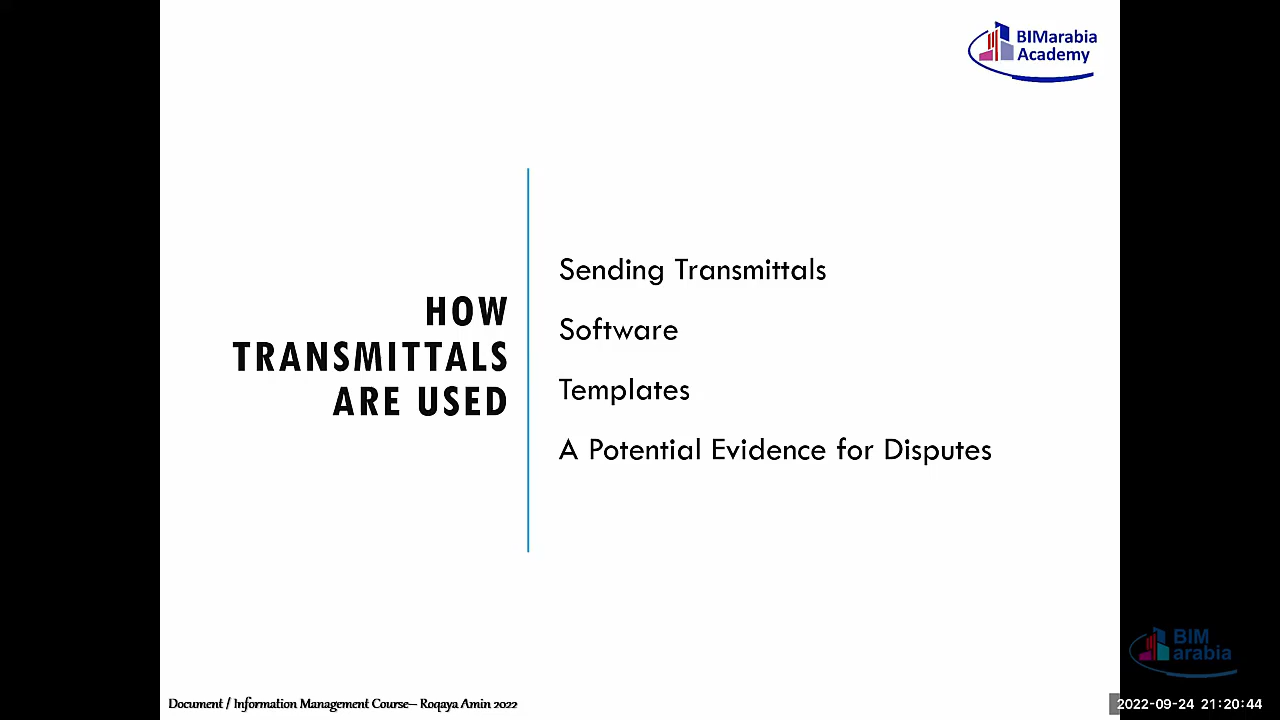 BIMarabia
Academy
HOW
TRANSMITTALS
ARE USED
Sending Transmittals
Software
Templates
A Potential Evidence for Disputes
BIM
arabia
Document / Information Management Course– Roqaya Amin 2022
2022-09-24 21:20:44